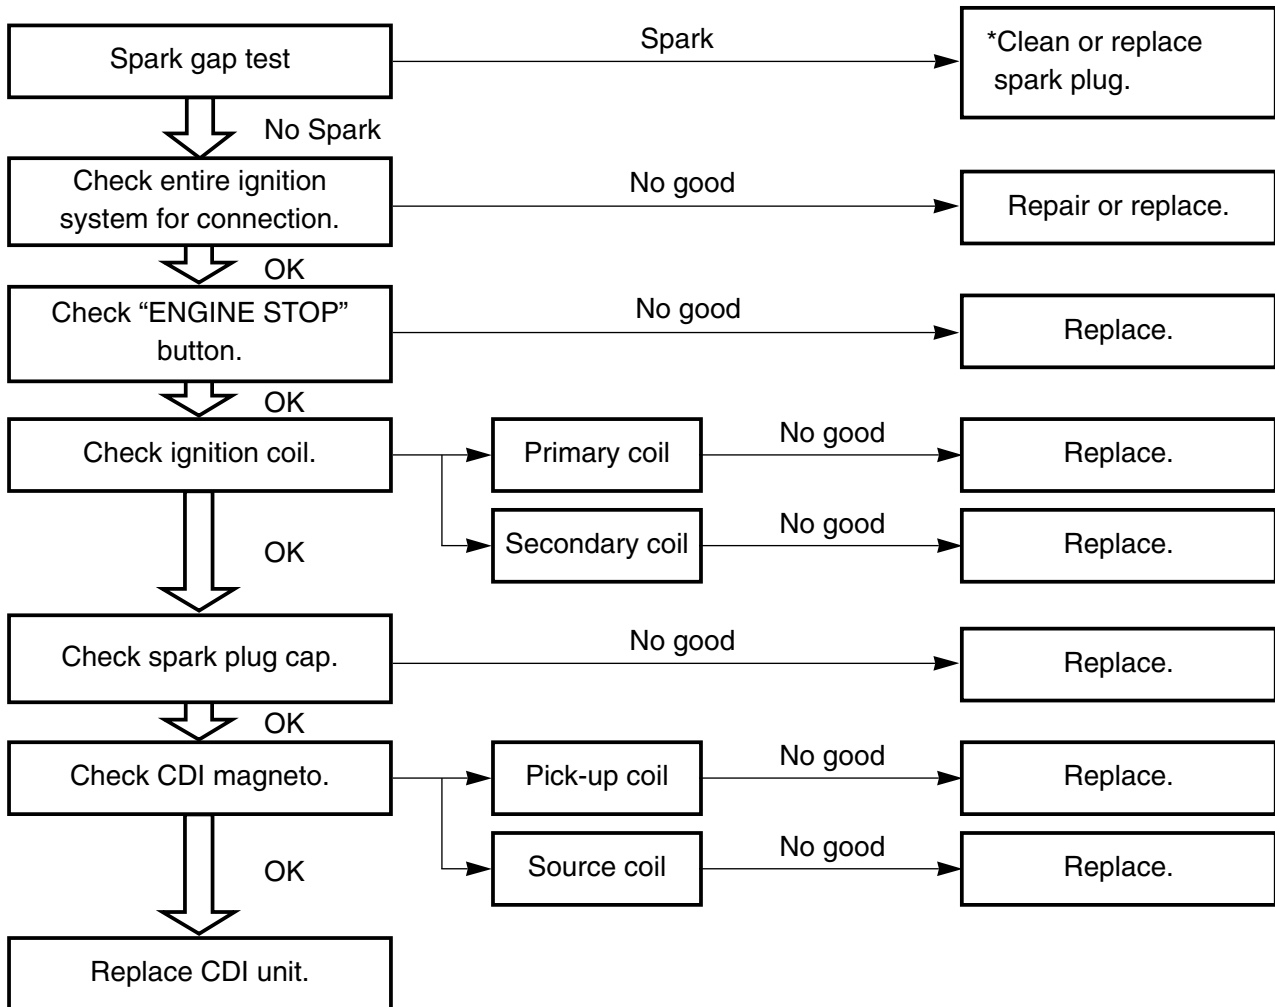 Spark gap test
Spark
*Clean or replace
spark plug.
No Spark
Check entire ignition
system for connection.
No good
Repair or replace.
OK
Check “ENGINE STOP”
button.
No good
Replace.
OK
Check ignition coil.
Primary coil
No good
Replace.
Secondary coil
No good
Replace.
OK
Check spark plug cap.
No good
Replace.
OK
Check CDI magneto.
Pick-up coil
No good
Replace.
Source coil
No good
Replace.
OK
Replace CDI unit.